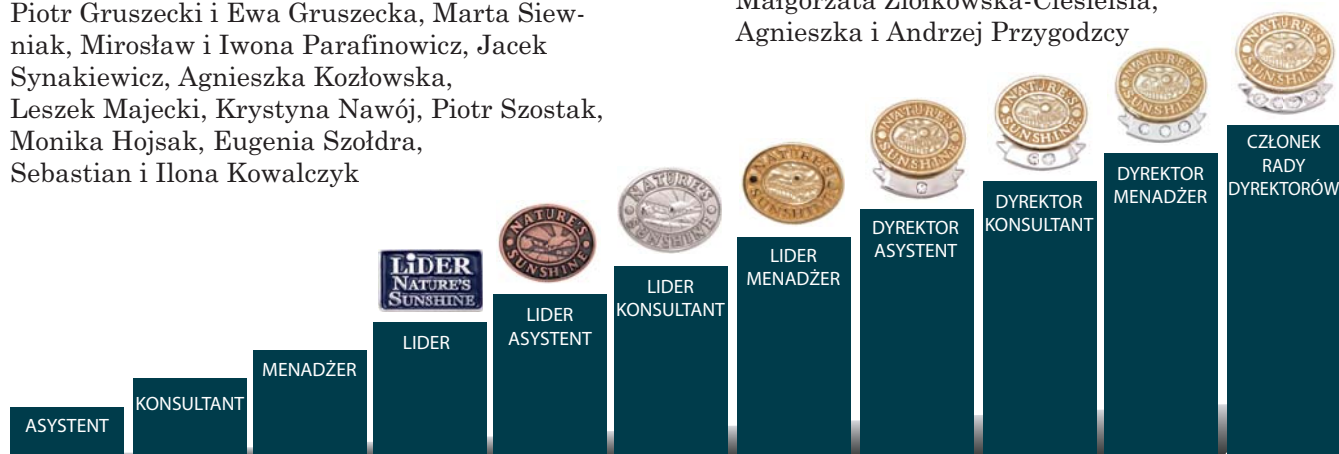 Piotr Gruszecki i Ewa Gruszecka, Marta Siew-
niak, Mirosław i Iwona Parafinowicz, Jacek
Synakiewicz, Agnieszka Kozłowska,
Leszek Majecki, Krystyna Nawój, Piotr Szostak,
Monika Hojsak, Eugenia Szołdra,
Sebastian i Ilona Kowalczyk
Małgorzata Ziółkowska-Ciesielsia,
Agnieszka i Andrzej Przygodzcy
ASYSTENT
KONSULTANT
MENADŻER
LiDER
NATURE'S
SUNSHINE
LIDER
NATURE'S
SUNSHINE
LIDER
ASYSTENT
NATURE'S
SUNSHINE
LIDER
KONSULTANT
NATURE'S
SUNSHINE
LIDER
MENADŻER
NATURE'S
SUNSHINE
DYREKTOR
ASYSTENT
NATURE'S
SUNSHINE
DYREKTOR
KONSULTANT
NATURE'S
SUNSHINE
DYREKTOR
MENADŻER
NATURE'S
SUNSHINE
CZŁONEK
RADY
DYREKTORÓW